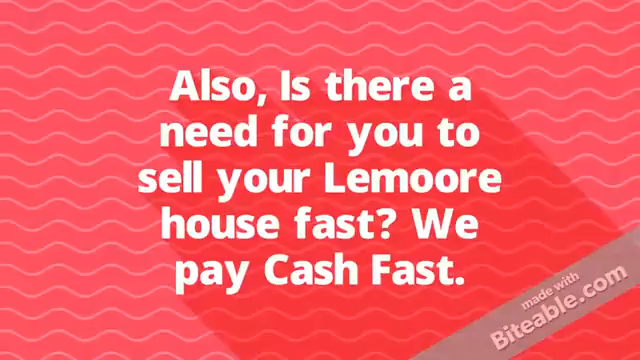 Also, Is there a
need for you to
sell your Lemoore
house fast? We
pay Cash Fast.
made with
Biteable.com